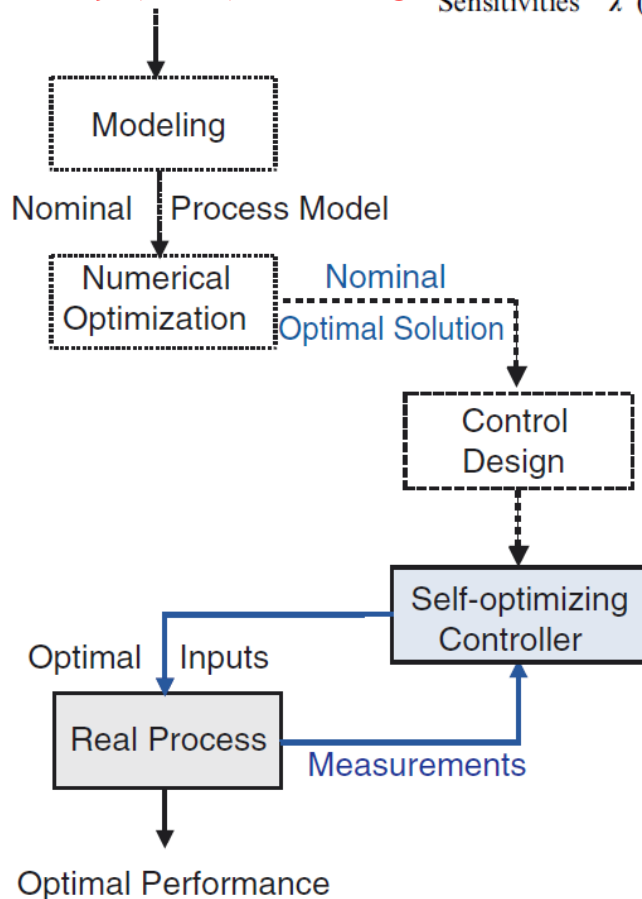 Sensitivities λ (
Modeling
Nominal Process Model
Numerical
Optimization
Nominal
Optimal Solution
Control
Design
Self-optimizing
Controller
Optimal Inputs
Real Process
Measurements
Optimal Performance